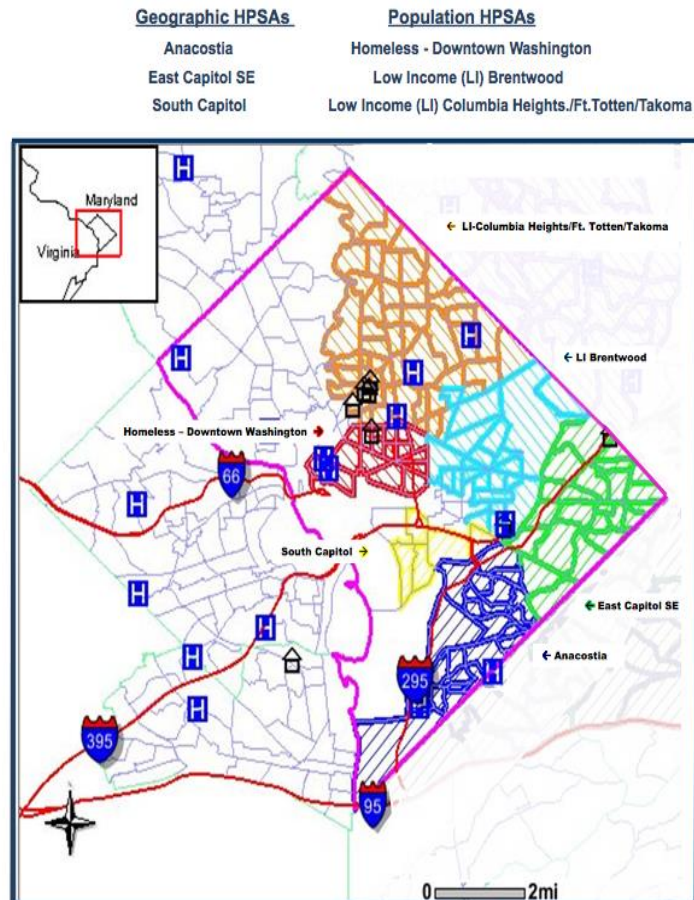 Geographic HPSAs Population HPSAs
Anacostia Homeless - Downtown Washington
East Capitol SE Low Income (LI) Brentwood
South Capitol Low Income (LI) Columbia Heights./Ft.Totten/Takoma
H
Maryland
Virginia
← LI-Columbia Heights/Ft. Totten/Takoma
H
H
← LI Brentwood
H
H
Homeless – Downtown Washington →
H
66
H
H
South Capitol →
← East Capitol SE
H
H
← Anacostia
H
H
295
H
395
95
0 2mi